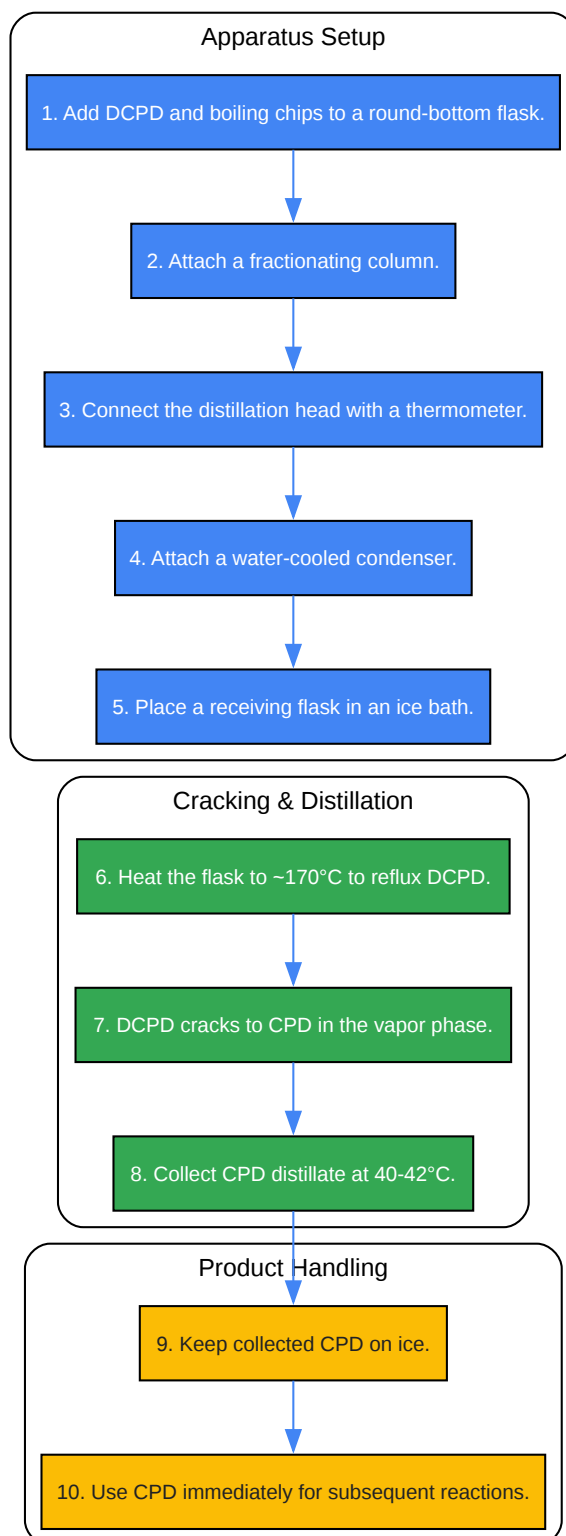 Apparatus Setup
1. Add DCPD and boiling chips to a round-bottom flask.
2. Attach a fractionating column.
3. Connect the distillation head with a thermometer.
4. Attach a water-cooled condenser.
5. Place a receiving flask in an ice bath.
Cracking & Distillation
6. Heat the flask to ~170°C to reflux DCPD.
7. DCPD cracks to CPD in the vapor phase.
8. Collect CPD distillate at 40-42°C.
Product Handling
9. Keep collected CPD on ice.
10. Use CPD immediately for subsequent reactions.